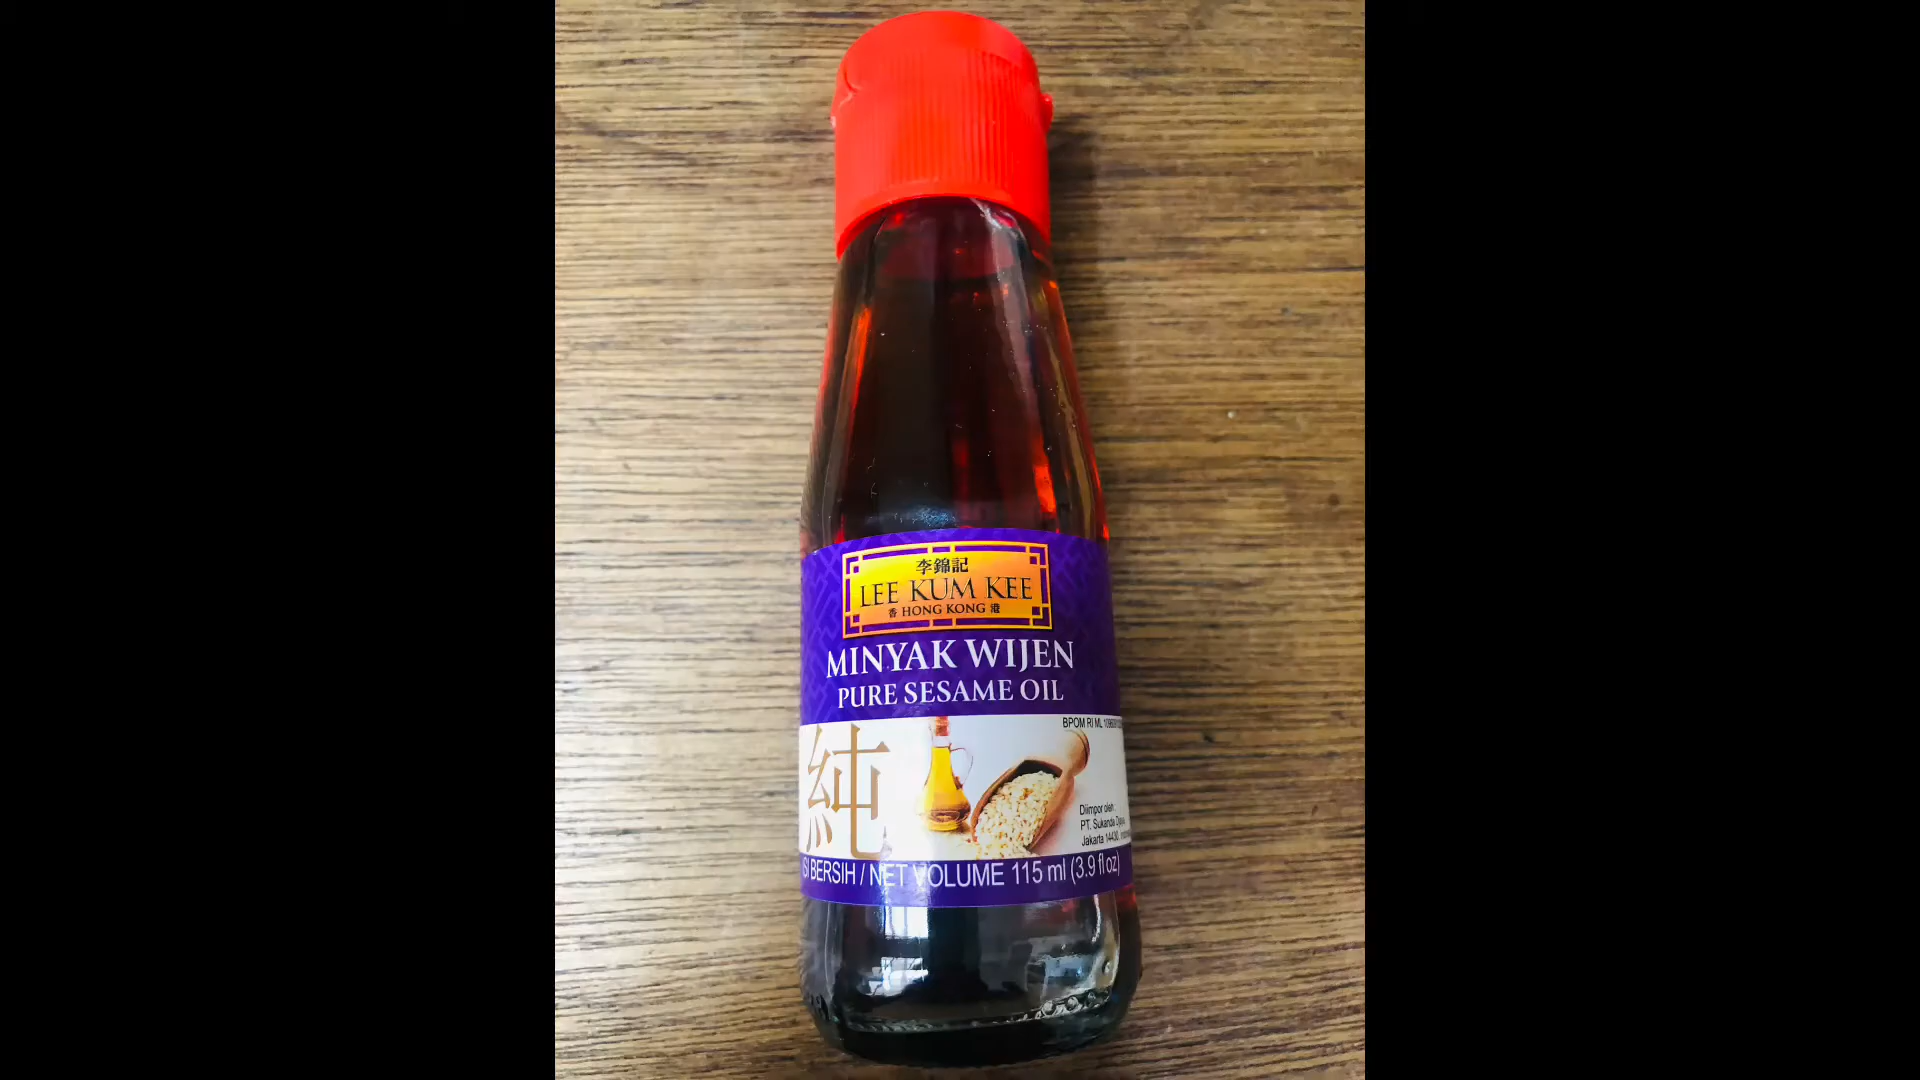 李錦記
LEE KUM KEE
香 HONG KONG 港
MINYAK WIJEN
PURE SESAME OIL
BPOM RI ML
純
Diimpor oleh
PT. Sukanda
Jakarta 14430
ISI BERSIH / NET VOLUME 115 ml (3.9 fl oz)